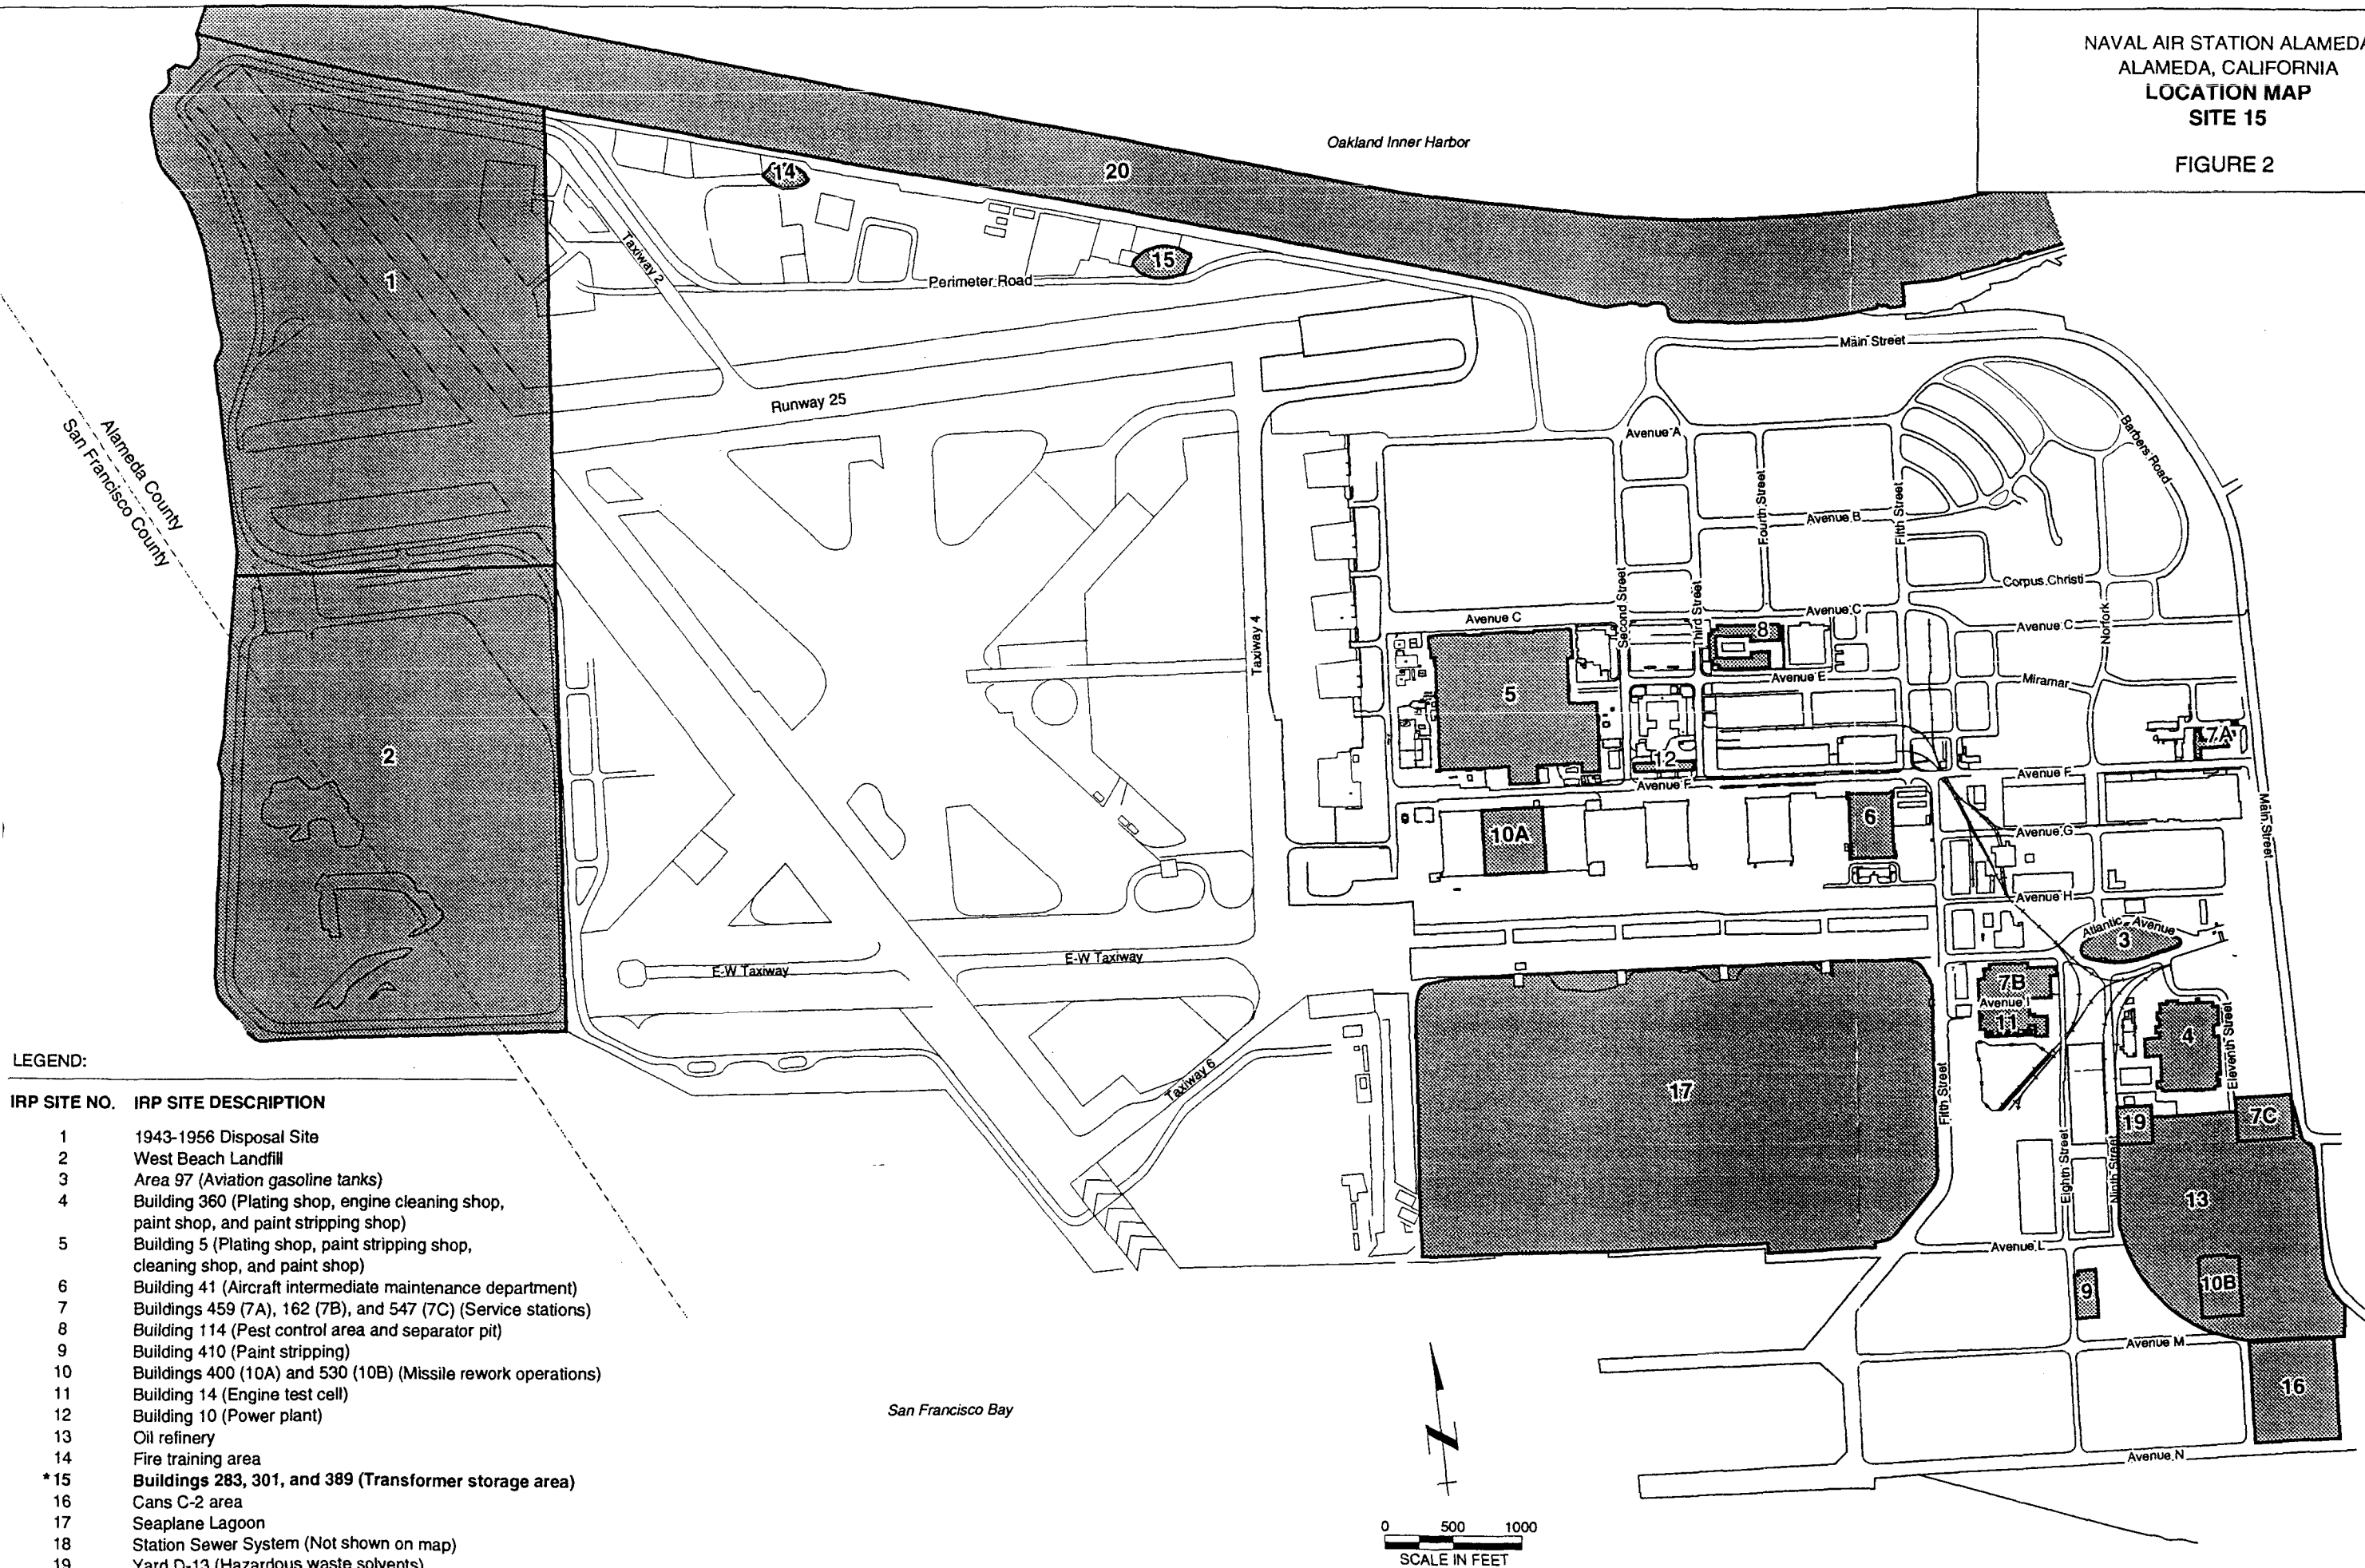 NAVAL AIR STATION ALAMEDA
ALAMEDA, CALIFORNIA
LOCATION MAP
SITE 15
FIGURE 2
Oakland Inner Harbor
20
14
15
1
Taxiway 2
Perimeter Road
Runway 25
Alameda County
San Francisco County
Main Street
Avenue A
Barbers Road
Fourth Street
Fifth Street
Avenue B
Corpus Christi
Second Street
Third Street
Avenue C
Avenue C
Avenue C
Norfolk
Taxiway 4
8
5
Avenue E
Miramar
2
12
7A
Avenue F
Avenue F
Main Street
10A
6
Avenue G
Avenue H
Atlantic Avenue
3
E-W Taxiway
E-W Taxiway
7B
Avenue I
11
4
Eleventh Street
Taxiway 6
17
Fifth Street
19
7C
Eighth Street
Ninth Street
13
Avenue L
9
10B
Avenue M
16
Avenue N
San Francisco Bay
0 500 1000
SCALE IN FEET
LEGEND:
IRP SITE NO. IRP SITE DESCRIPTION
1 1943-1956 Disposal Site
2 West Beach Landfill
3 Area 97 (Aviation gasoline tanks)
4 Building 360 (Plating shop, engine cleaning shop,
paint shop, and paint stripping shop)
5 Building 5 (Plating shop, paint stripping shop,
cleaning shop, and paint shop)
6 Building 41 (Aircraft intermediate maintenance department)
7 Buildings 459 (7A), 162 (7B), and 547 (7C) (Service stations)
8 Building 114 (Pest control area and separator pit)
9 Building 410 (Paint stripping)
10 Buildings 400 (10A) and 530 (10B) (Missile rework operations)
11 Building 14 (Engine test cell)
12 Building 10 (Power plant)
13 Oil refinery
14 Fire training area
*15 Buildings 283, 301, and 389 (Transformer storage area)
16 Cans C-2 area
17 Seaplane Lagoon
18 Station Sewer System (Not shown on map)
19 Yard D-13 (Hazardous waste solvents)